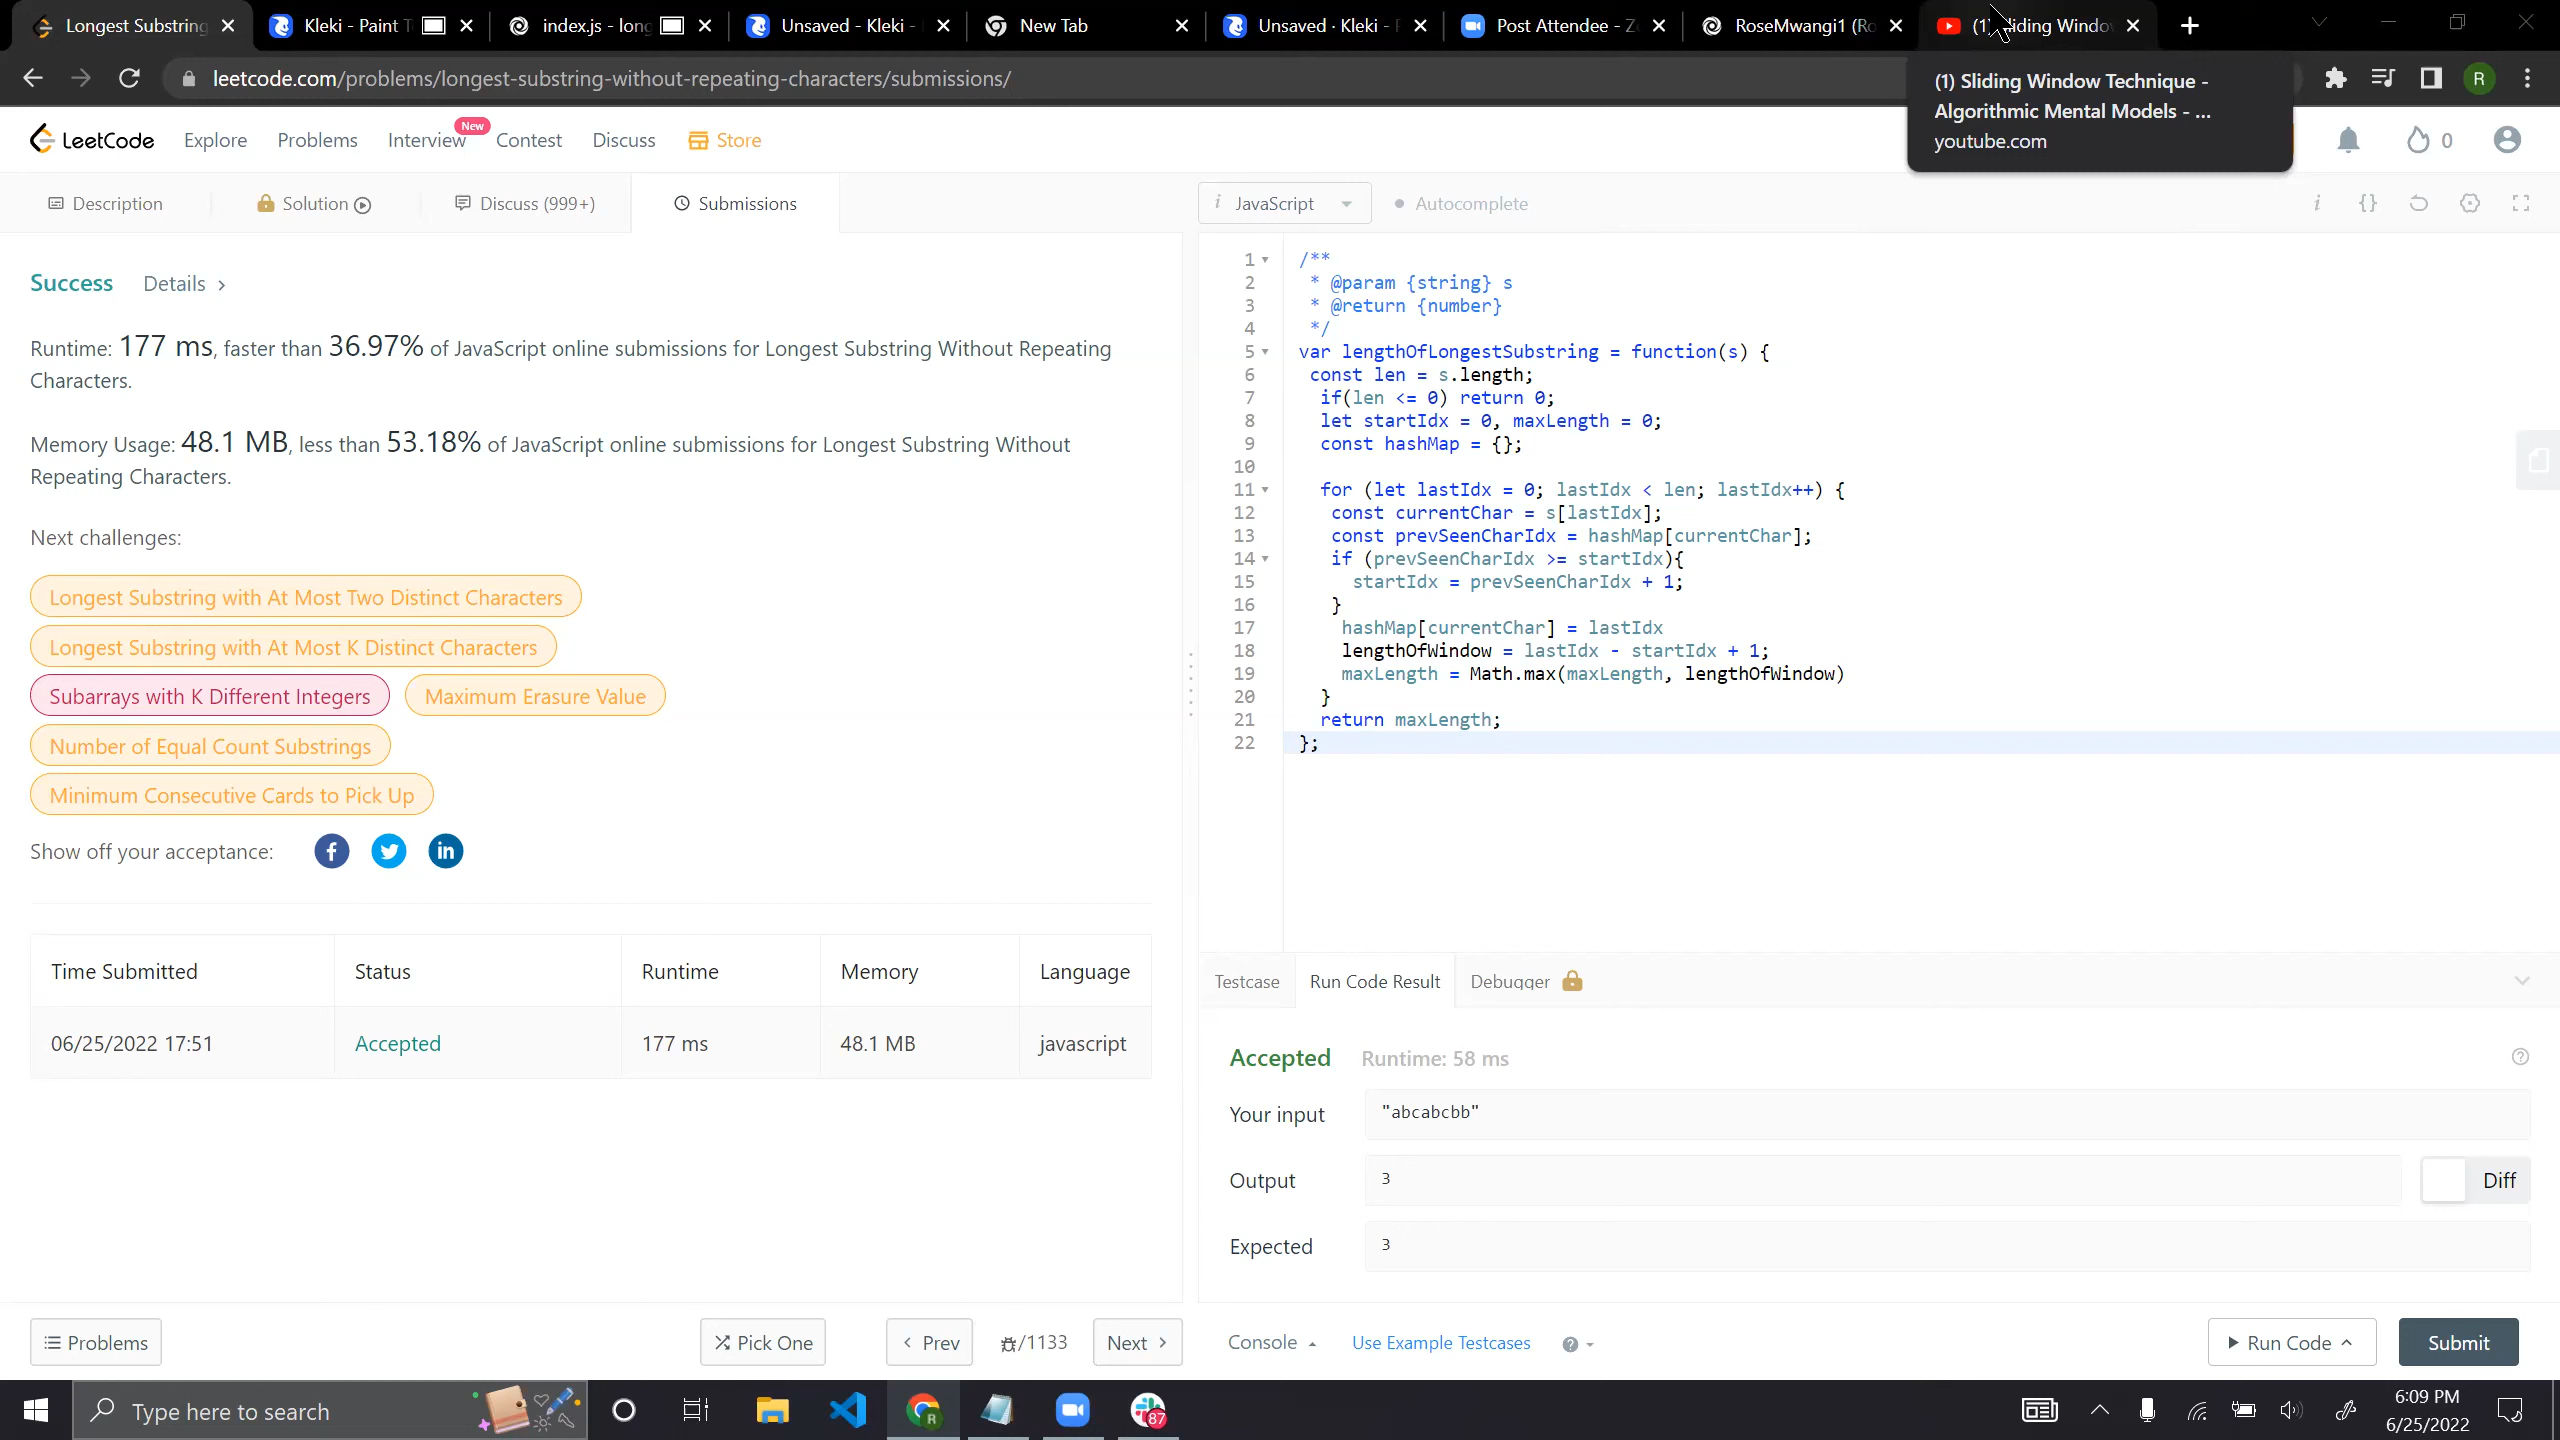 Longest Substring
Kleki - Paint T
index.js - long
Unsaved - Kleki -
New Tab
Unsaved · Kleki - P
Post Attendee - Z
RoseMwangi1 (Ro
leetcode.com/problems/longest-substring-without-repeating-characters/submissions/
(1) Sliding Window Technique -
Algorithmic Mental Models - ...
youtube.com
R
LeetCode
Explore
Problems
Interview
New
Contest
Discuss
Store
0
Description
Solution
Discuss (999+)
Submissions
i JavaScript
Autocomplete
i {}
Success Details >
Runtime: 177 ms, faster than 36.97% of JavaScript online submissions for Longest Substring Without Repeating
Characters.
Memory Usage: 48.1 MB, less than 53.18% of JavaScript online submissions for Longest Substring Without
Repeating Characters.
Next challenges:
Longest Substring with At Most Two Distinct Characters
Longest Substring with At Most K Distinct Characters
Subarrays with K Different Integers
Maximum Erasure Value
Number of Equal Count Substrings
Minimum Consecutive Cards to Pick Up
Show off your acceptance:
Time Submitted Status Runtime Memory Language
06/25/2022 17:51 Accepted 177 ms 48.1 MB javascript
1 /**
2 * @param {string} s
3 * @return {number}
4 */
5 var lengthOfLongestSubstring = function(s) {
6 const len = s.length;
7 if(len <= 0) return 0;
8 let startIdx = 0, maxLength = 0;
9 const hashMap = {};
10
11 for (let lastIdx = 0; lastIdx < len; lastIdx++) {
12 const currentChar = s[lastIdx];
13 const prevSeenCharIdx = hashMap[currentChar];
14 if (prevSeenCharIdx >= startIdx){
15 startIdx = prevSeenCharIdx + 1;
16 }
17 hashMap[currentChar] = lastIdx
18 lengthOfWindow = lastIdx - startIdx + 1;
19 maxLength = Math.max(maxLength, lengthOfWindow)
20 }
21 return maxLength;
22 };
Testcase
Run Code Result
Debugger
Accepted Runtime: 58 ms
Your input "abcabcbb"
Output 3
Diff
Expected 3
Problems
Pick One
< Prev
/1133
Next >
Console
Use Example Testcases
Run Code
Submit
Type here to search
87
6:09 PM
6/25/2022